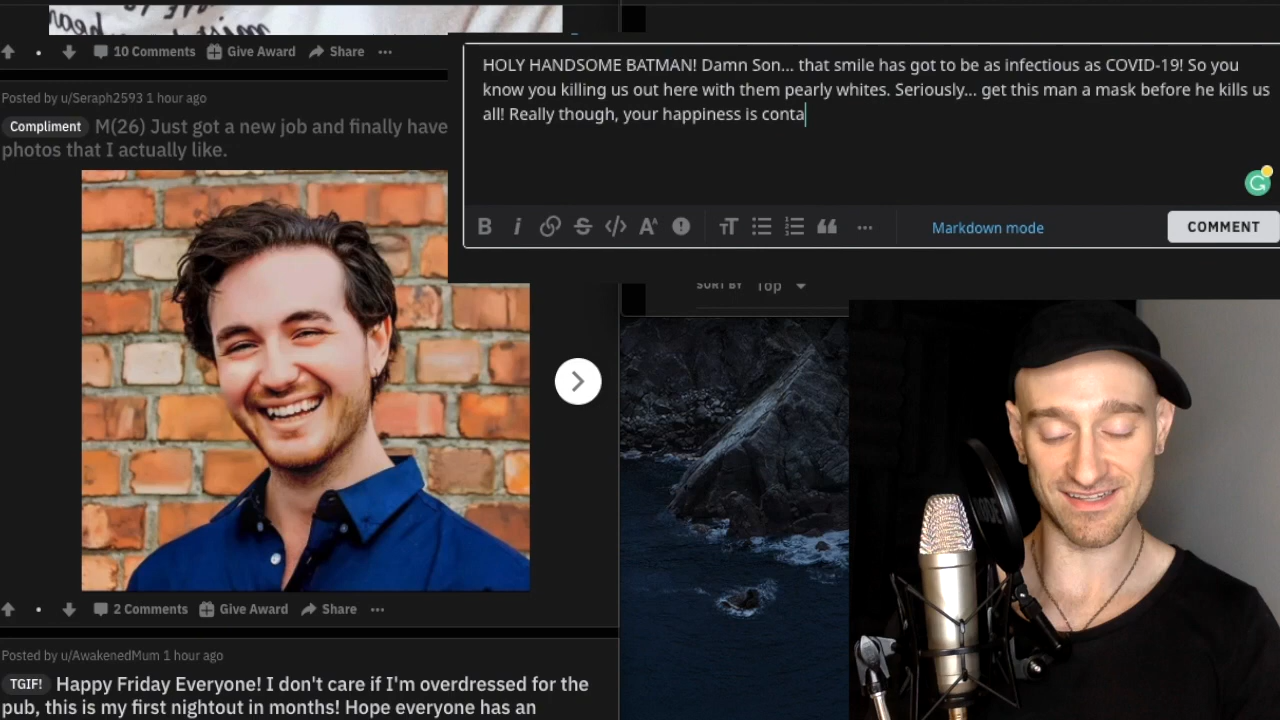 10 Comments Give Award Share
Posted by u/Seraph2593 1 hour ago
Compliment M(26) Just got a new job and finally have
photos that I actually like.
2 Comments Give Award Share
Posted by u/AwakenedMum 1 hour ago
TGIF! Happy Friday Everyone! I don't care if I'm overdressed for the
pub, this is my first nightout in months! Hope everyone has an
HOLY HANDSOME BATMAN! Damn Son... that smile has got to be as infectious as COVID-19! So you
know you killing us out here with them pearly whites. Seriously... get this man a mask before he kills us
all! Really though, your happiness is conta
Markdown mode
COMMENT
SORT BY Top